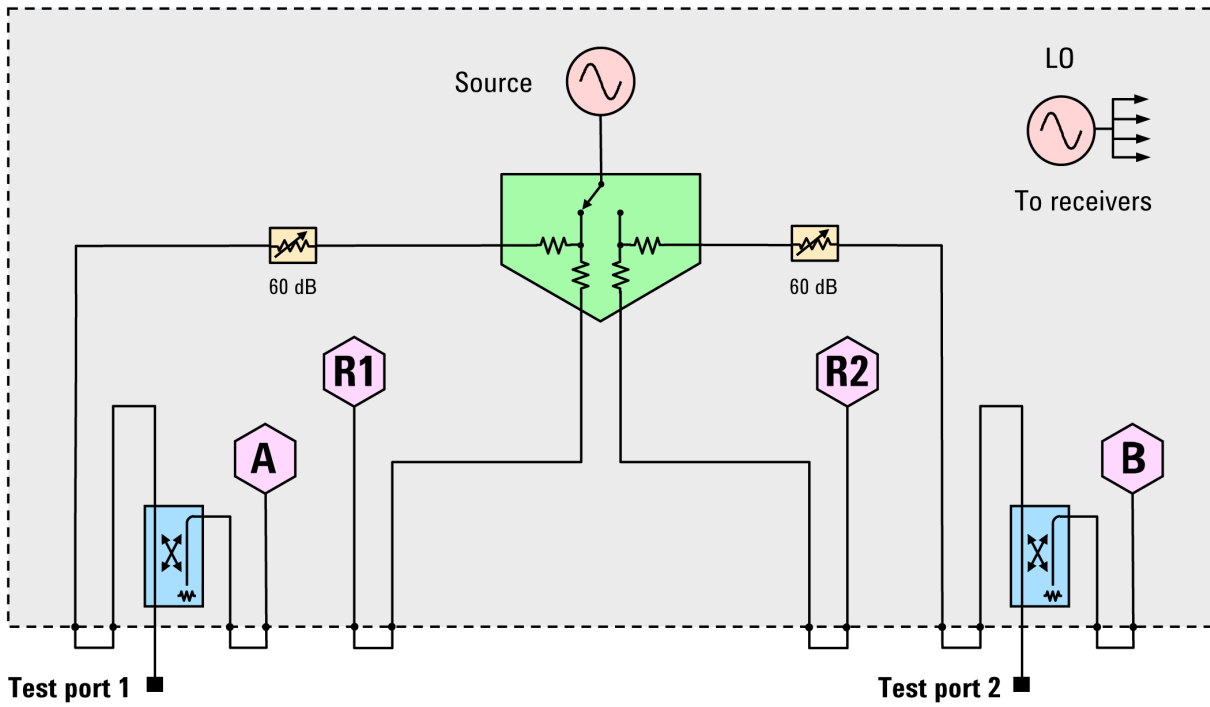 Source
LO
To receivers
60 dB
60 dB
R1
R2
A
B
Test port 1
Test port 2